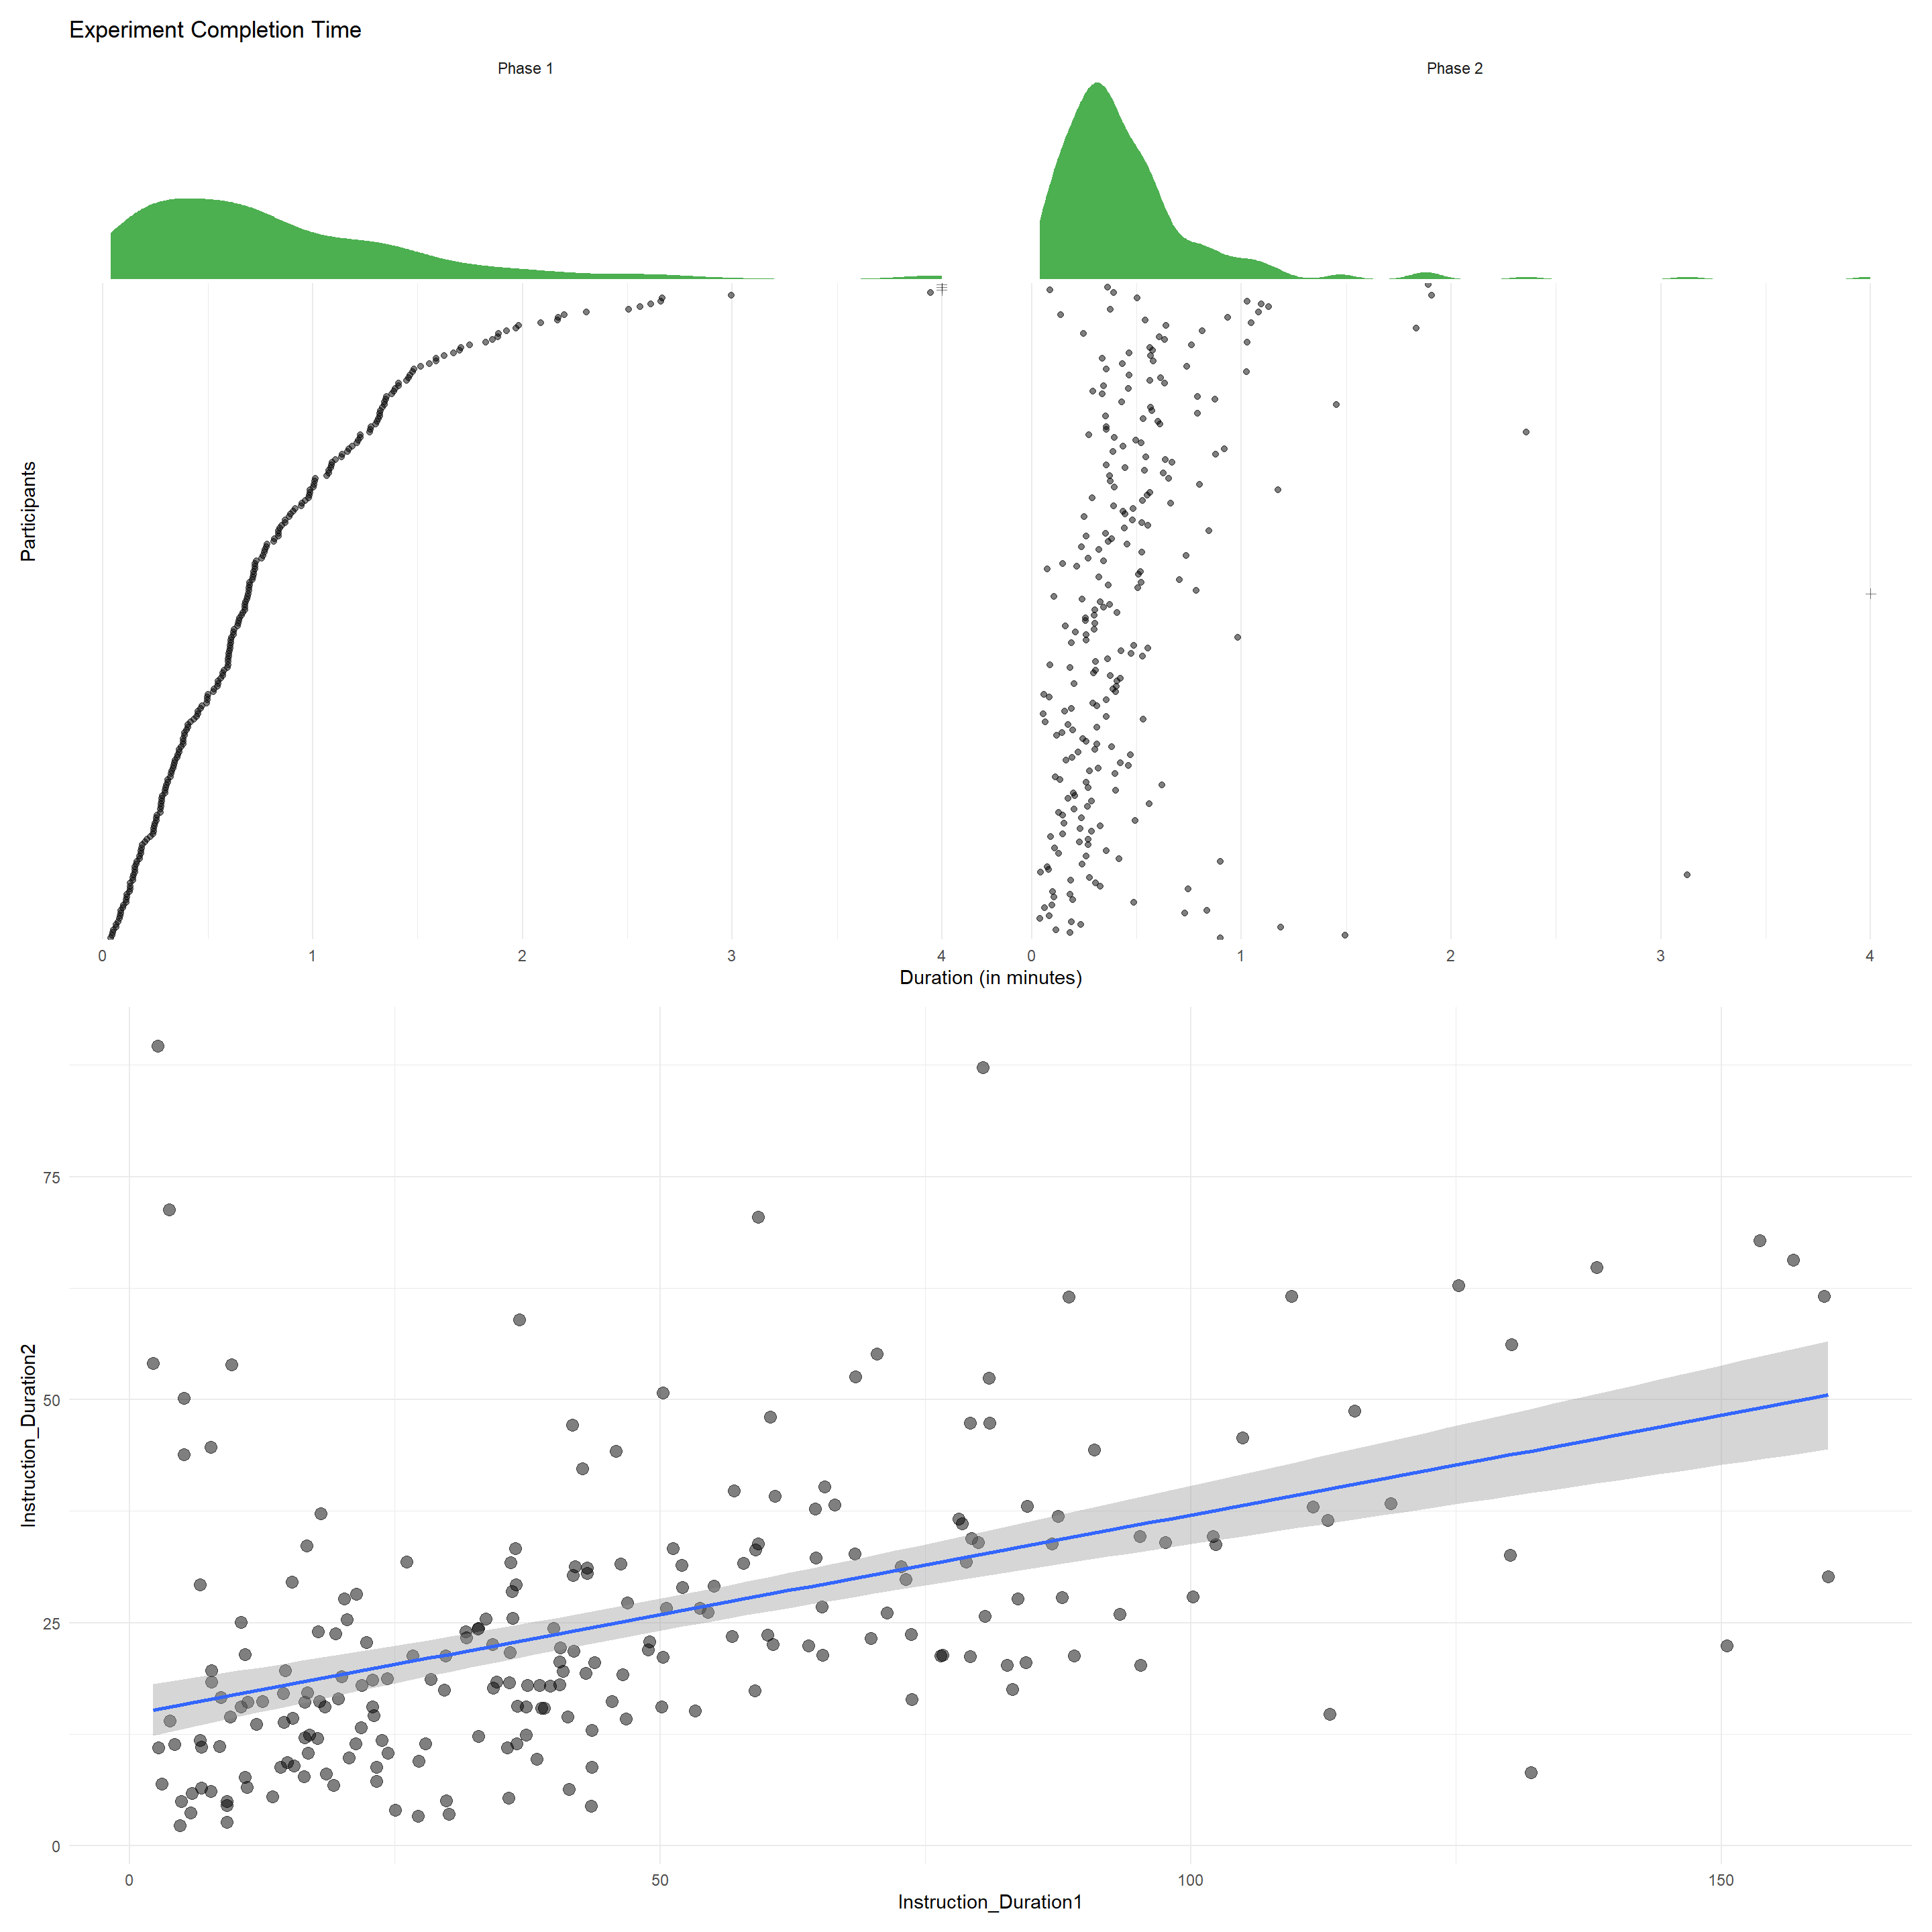 Experiment Completion Time
Phase 1 Phase 2
Participants
0 1 2 3 4 0 1 2 3 4
Duration (in minutes)
75
50
25
0
Instruction_Duration2
0 50 100 150
Instruction_Duration1